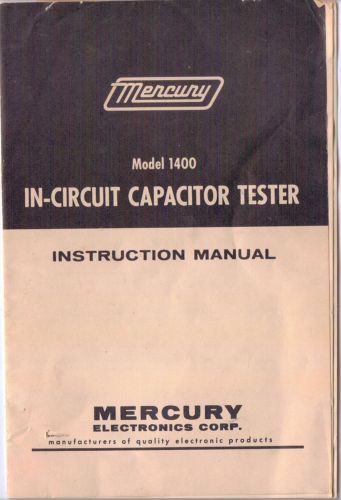 Mercury
Model 1400
IN-CIRCUIT CAPACITOR TESTER
INSTRUCTION MANUAL
MERCURY
ELECTRONICS CORP.
manufacturers of quality electronic products